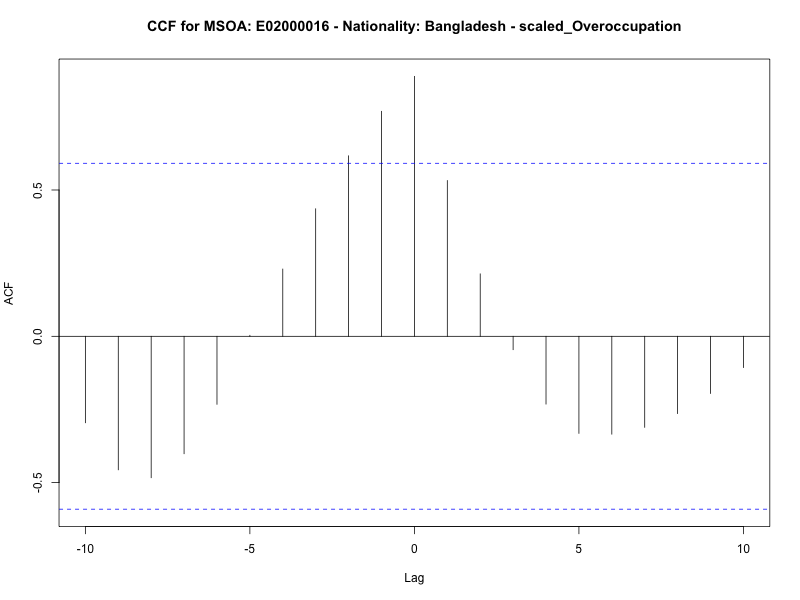 CCF for MSOA: E02000016 - Nationality: Bangladesh - scaled_Overoccupation
ACF
0.5
0.0
-0.5
-10 -5 0 5 10
Lag